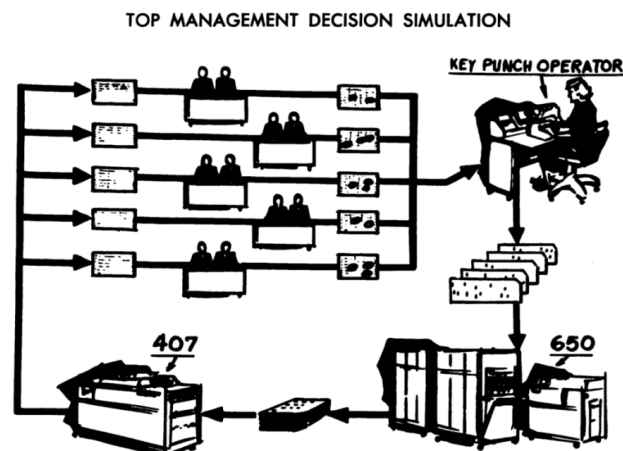 TOP MANAGEMENT DECISION SIMULATION
KEY PUNCH OPERATOR
407
650